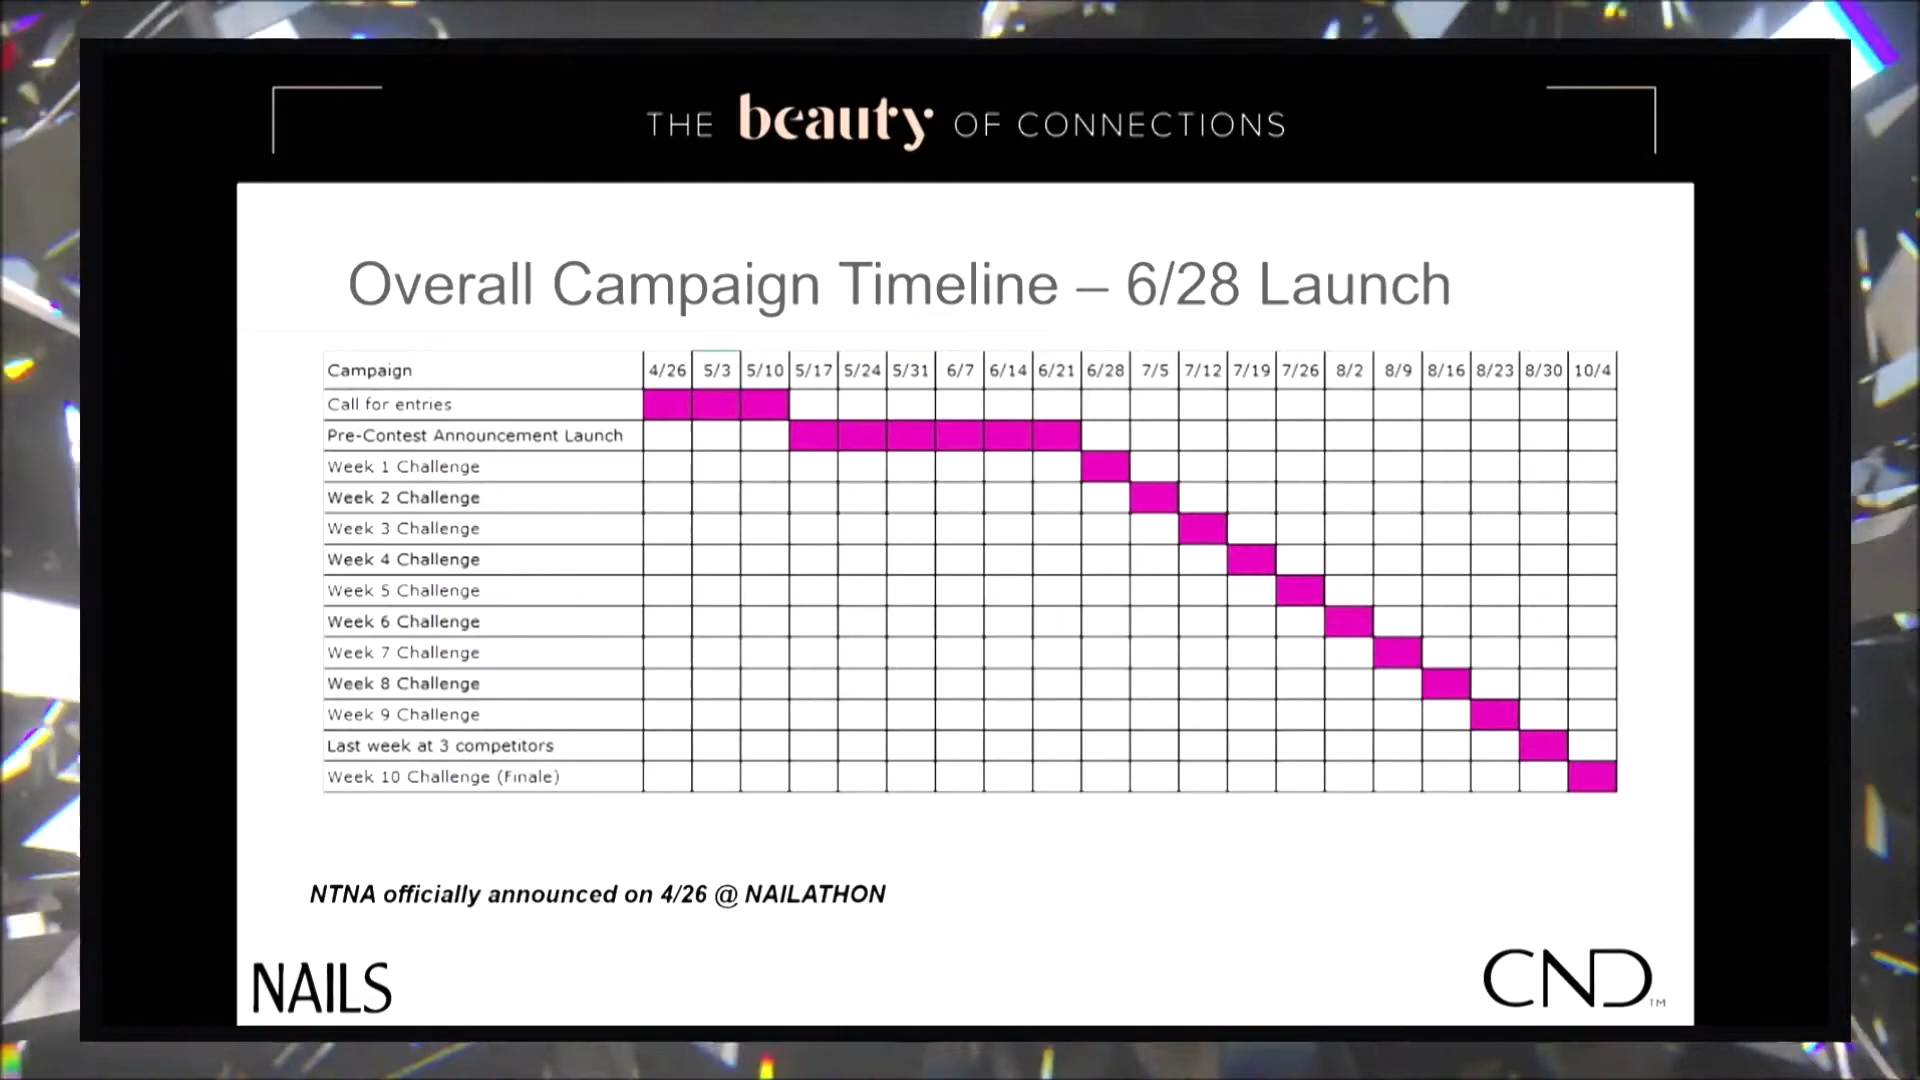 THE beauty OF CONNECTIONS
Overall Campaign Timeline – 6/28 Launch
Campaign 4/26 5/3 5/10 5/17 5/24 5/31 6/7 6/14 6/21 6/28 7/5 7/12 7/19 7/26 8/2 8/9 8/16 8/23 8/30 10/4
Call for entries
Pre-Contest Announcement Launch
Week 1 Challenge
Week 2 Challenge
Week 3 Challenge
Week 4 Challenge
Week 5 Challenge
Week 6 Challenge
Week 7 Challenge
Week 8 Challenge
Week 9 Challenge
Last week at 3 competitors
Week 10 Challenge (Finale)
NTNA officially announced on 4/26 @ NAILATHON
NAILS
CND™